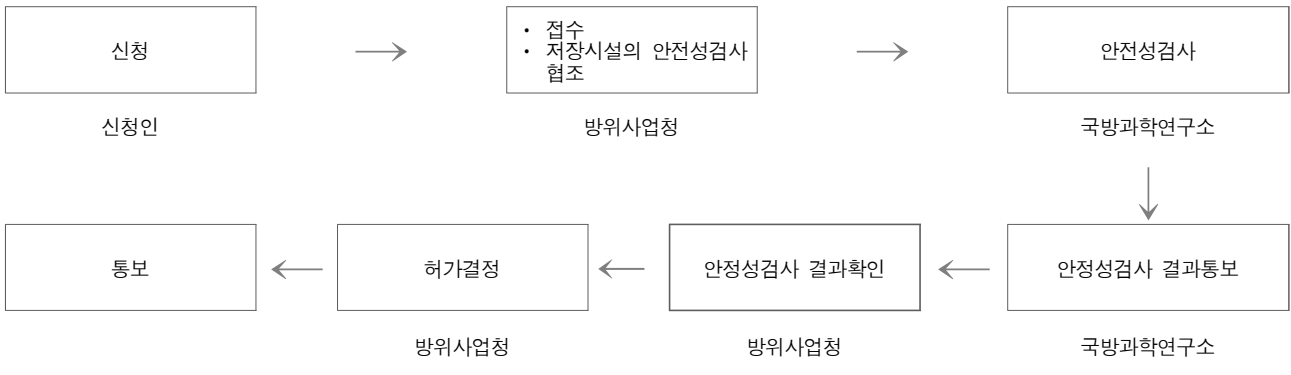 신청
• 접수
• 저장시설의 안전성검사
협조
안전성검사
신청인
방위사업청
국방과학연구소
통보
허가결정
안정성검사 결과확인
안정성검사 결과통보
방위사업청
방위사업청
국방과학연구소